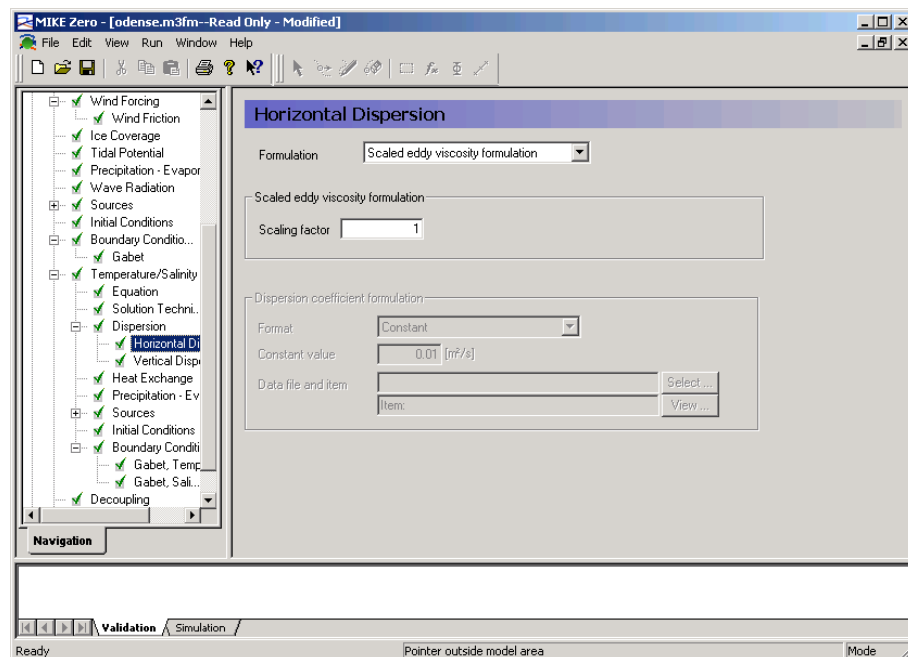 MIKE Zero - [odense.m3fm--Read Only - Modified]
File Edit View Run Window Help
Wind Forcing
Wind Friction
Ice Coverage
Tidal Potential
Precipitation - Evapor
Wave Radiation
Sources
Initial Conditions
Boundary Conditio...
Gabet
Temperature/Salinity
Equation
Solution Techni...
Dispersion
Horizontal Di
Vertical Dispe
Heat Exchange
Precipitation - Ev
Sources
Initial Conditions
Boundary Conditi
Gabet, Temp
Gabet, Sali...
Decoupling
Navigation
Horizontal Dispersion
Formulation Scaled eddy viscosity formulation
Scaled eddy viscosity formulation
Scaling factor 1
Dispersion coefficient formulation
Format Constant
Constant value 0.01 [m²/s]
Data file and item Select ...
Item: View ...
Validation Simulation
Ready Pointer outside model area Mode